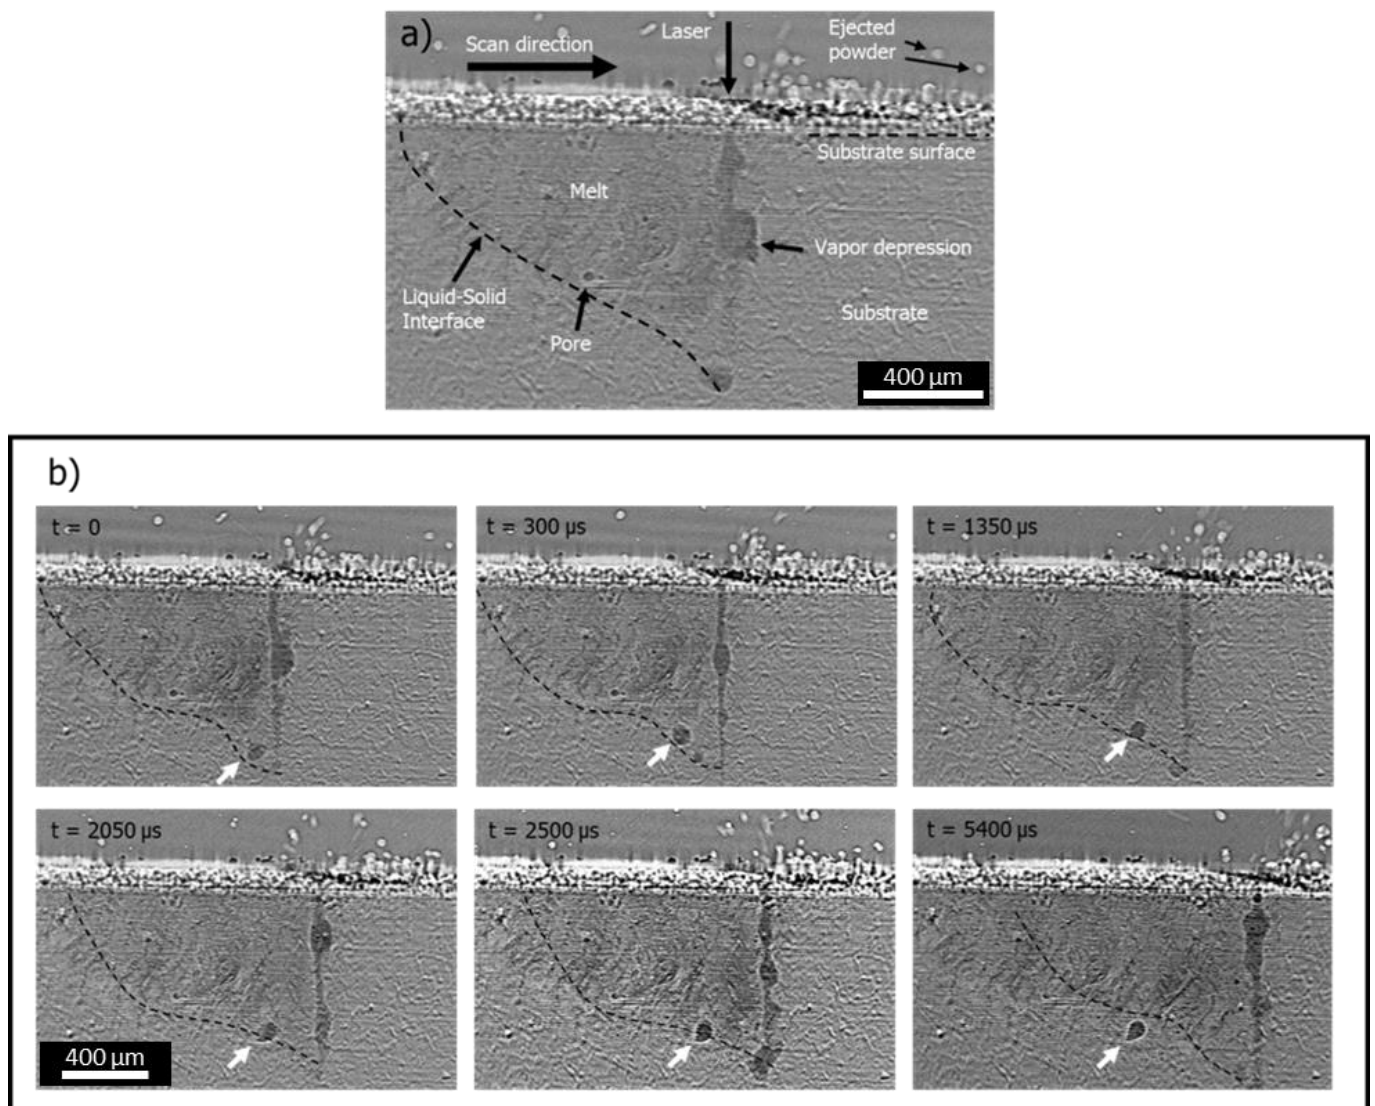 a)
Scan direction
Laser
Ejected
powder
Substrate surface
Melt
Vapor depression
Liquid-Solid
Interface
Substrate
Pore
400 µm
b)
t = 0
t = 300 µs
t = 1350 µs
t = 2050 µs
t = 2500 µs
t = 5400 µs
400 µm